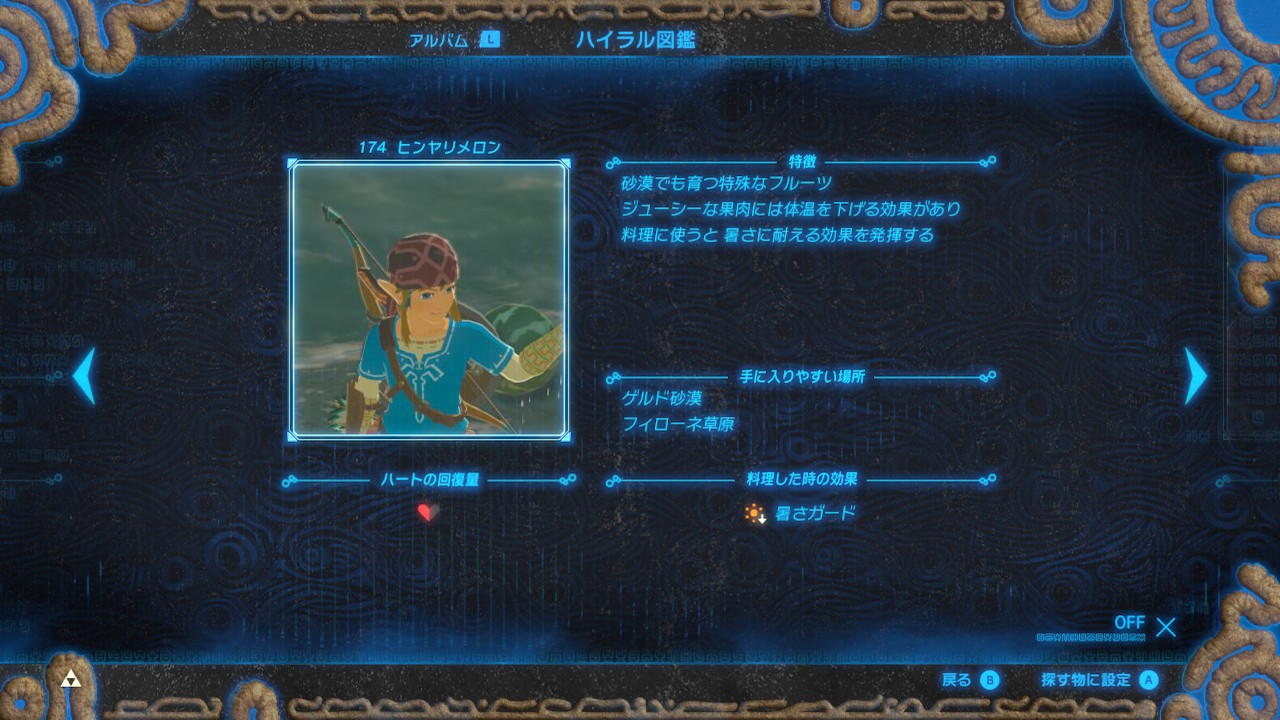 アルバム L ハイラル図鑑
174 ヒンヤリメロン
特徴
砂漠でも育つ特殊なフルーツ
ジューシーな果肉には体温を下げる効果があり
料理に使うと 暑さに耐える効果を発揮する
手に入りやすい場所
ゲルド砂漠
フィローネ草原
ハートの回復量
料理した時の効果
暑さガード
OFF
戻る B 探す物に設定 A